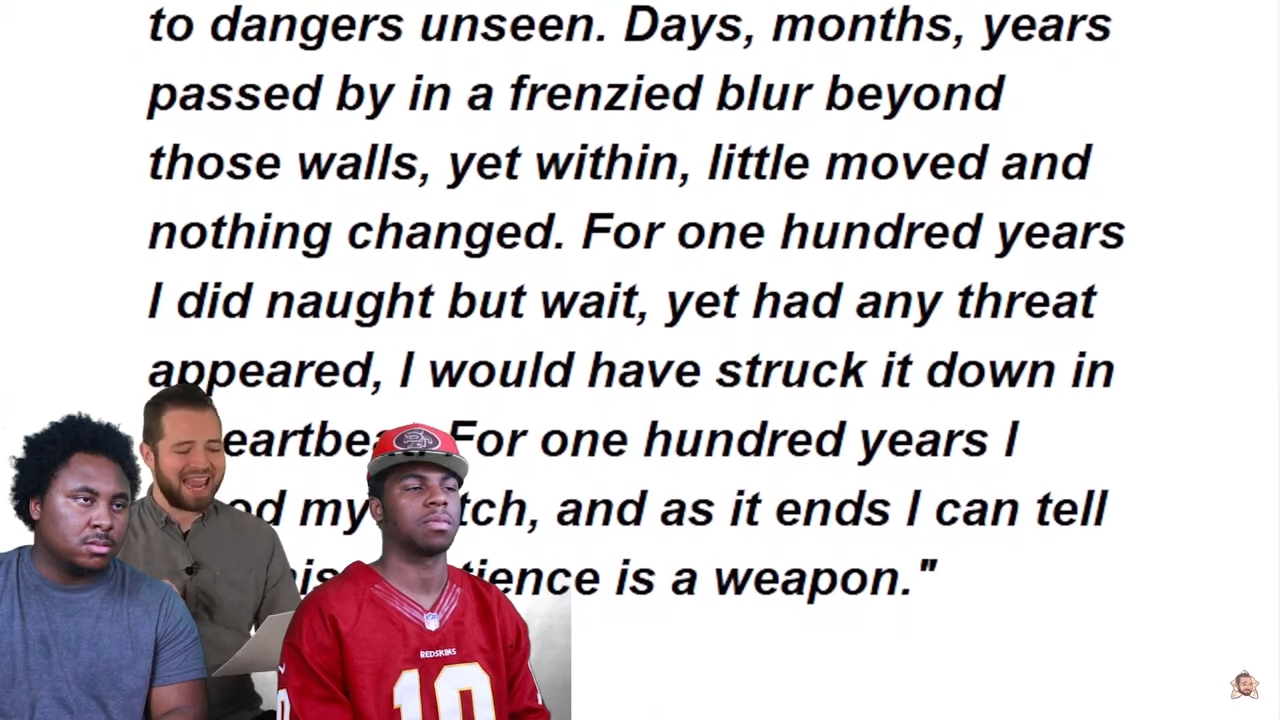 to dangers unseen. Days, months, years
passed by in a frenzied blur beyond
those walls, yet within, little moved and
nothing changed. For one hundred years
I did naught but wait, yet had any threat
appeared, I would have struck it down in
For one hundred years I
my and as it ends I can tell
is a weapon."
REDSKINS
10